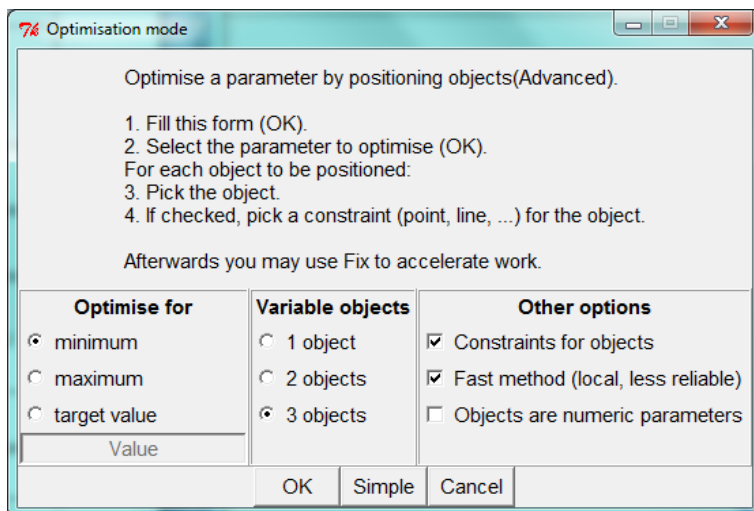 Optimisation mode
Optimise a parameter by positioning objects(Advanced).
1. Fill this form (OK).
2. Select the parameter to optimise (OK).
For each object to be positioned:
3. Pick the object.
4. If checked, pick a constraint (point, line, ...) for the object.
Afterwards you may use Fix to accelerate work.
Optimise for
minimum
maximum
target value
Value
Variable objects
1 object
2 objects
3 objects
Other options
Constraints for objects
Fast method (local, less reliable)
Objects are numeric parameters
OK
Simple
Cancel